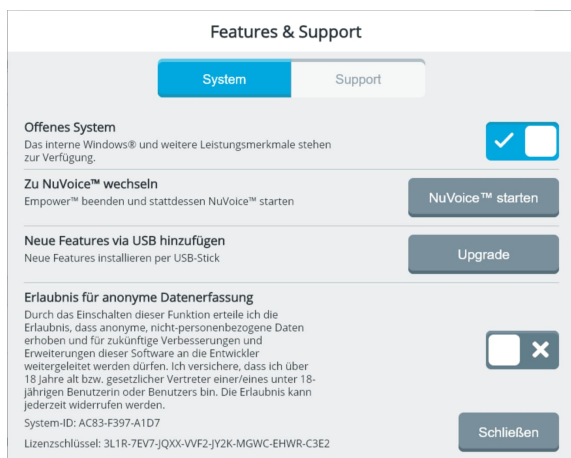 Features & Support
System
Support
Offenes System
Das interne Windows® und weitere Leistungsmerkmale stehen
zur Verfügung.
Zu NuVoice™ wechseln
Empower™ beenden und stattdessen NuVoice™ starten
NuVoice™ starten
Neue Features via USB hinzufügen
Neue Features installieren per USB-Stick
Upgrade
Erlaubnis für anonyme Datenerfassung
Durch das Einschalten dieser Funktion erteile ich die
Erlaubnis, dass anonyme, nicht-personenbezogene Daten
erhoben und für zukünftige Verbesserungen und
Erweiterungen dieser Software an die Entwickler
weitergeleitet werden dürfen. Ich versichere, dass ich über
18 Jahre alt bzw. gesetzlicher Vertreter einer/eines unter 18-
jährigen Benutzerin oder Benutzers bin. Die Erlaubnis kann
jederzeit widerrufen werden.
System-ID: AC83-F397-A1D7
Lizenzschlüssel: 3L1R-7EV7-JQXX-VVF2-JY2K-MGWC-EHWR-C3E2
Schließen